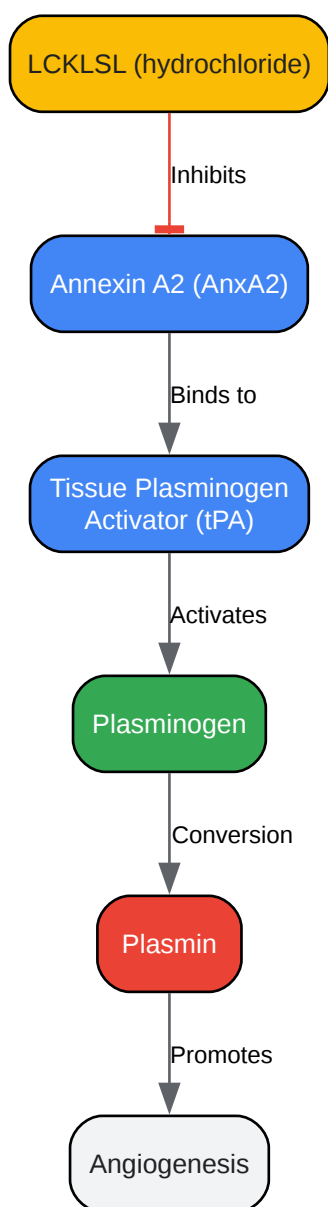 LCKLSL (hydrochloride)
Inhibits
Annexin A2 (AnxA2)
Binds to
Tissue Plasminogen
Activator (tPA)
Activates
Plasminogen
Conversion
Plasmin
Promotes
Angiogenesis